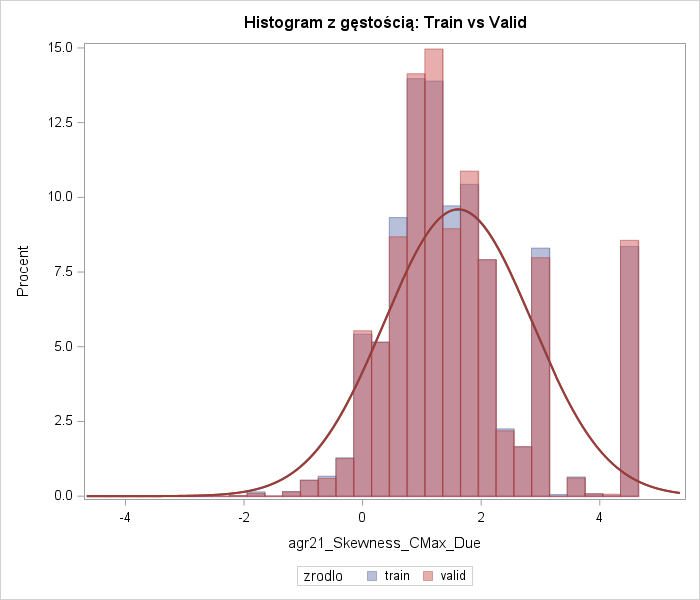 Histogram z gęstością: Train vs Valid
15.0
12.5
10.0
7.5
5.0
2.5
0.0
Procent
-4 -2 0 2 4
agr21_Skewness_CMax_Due
zrodlo train valid